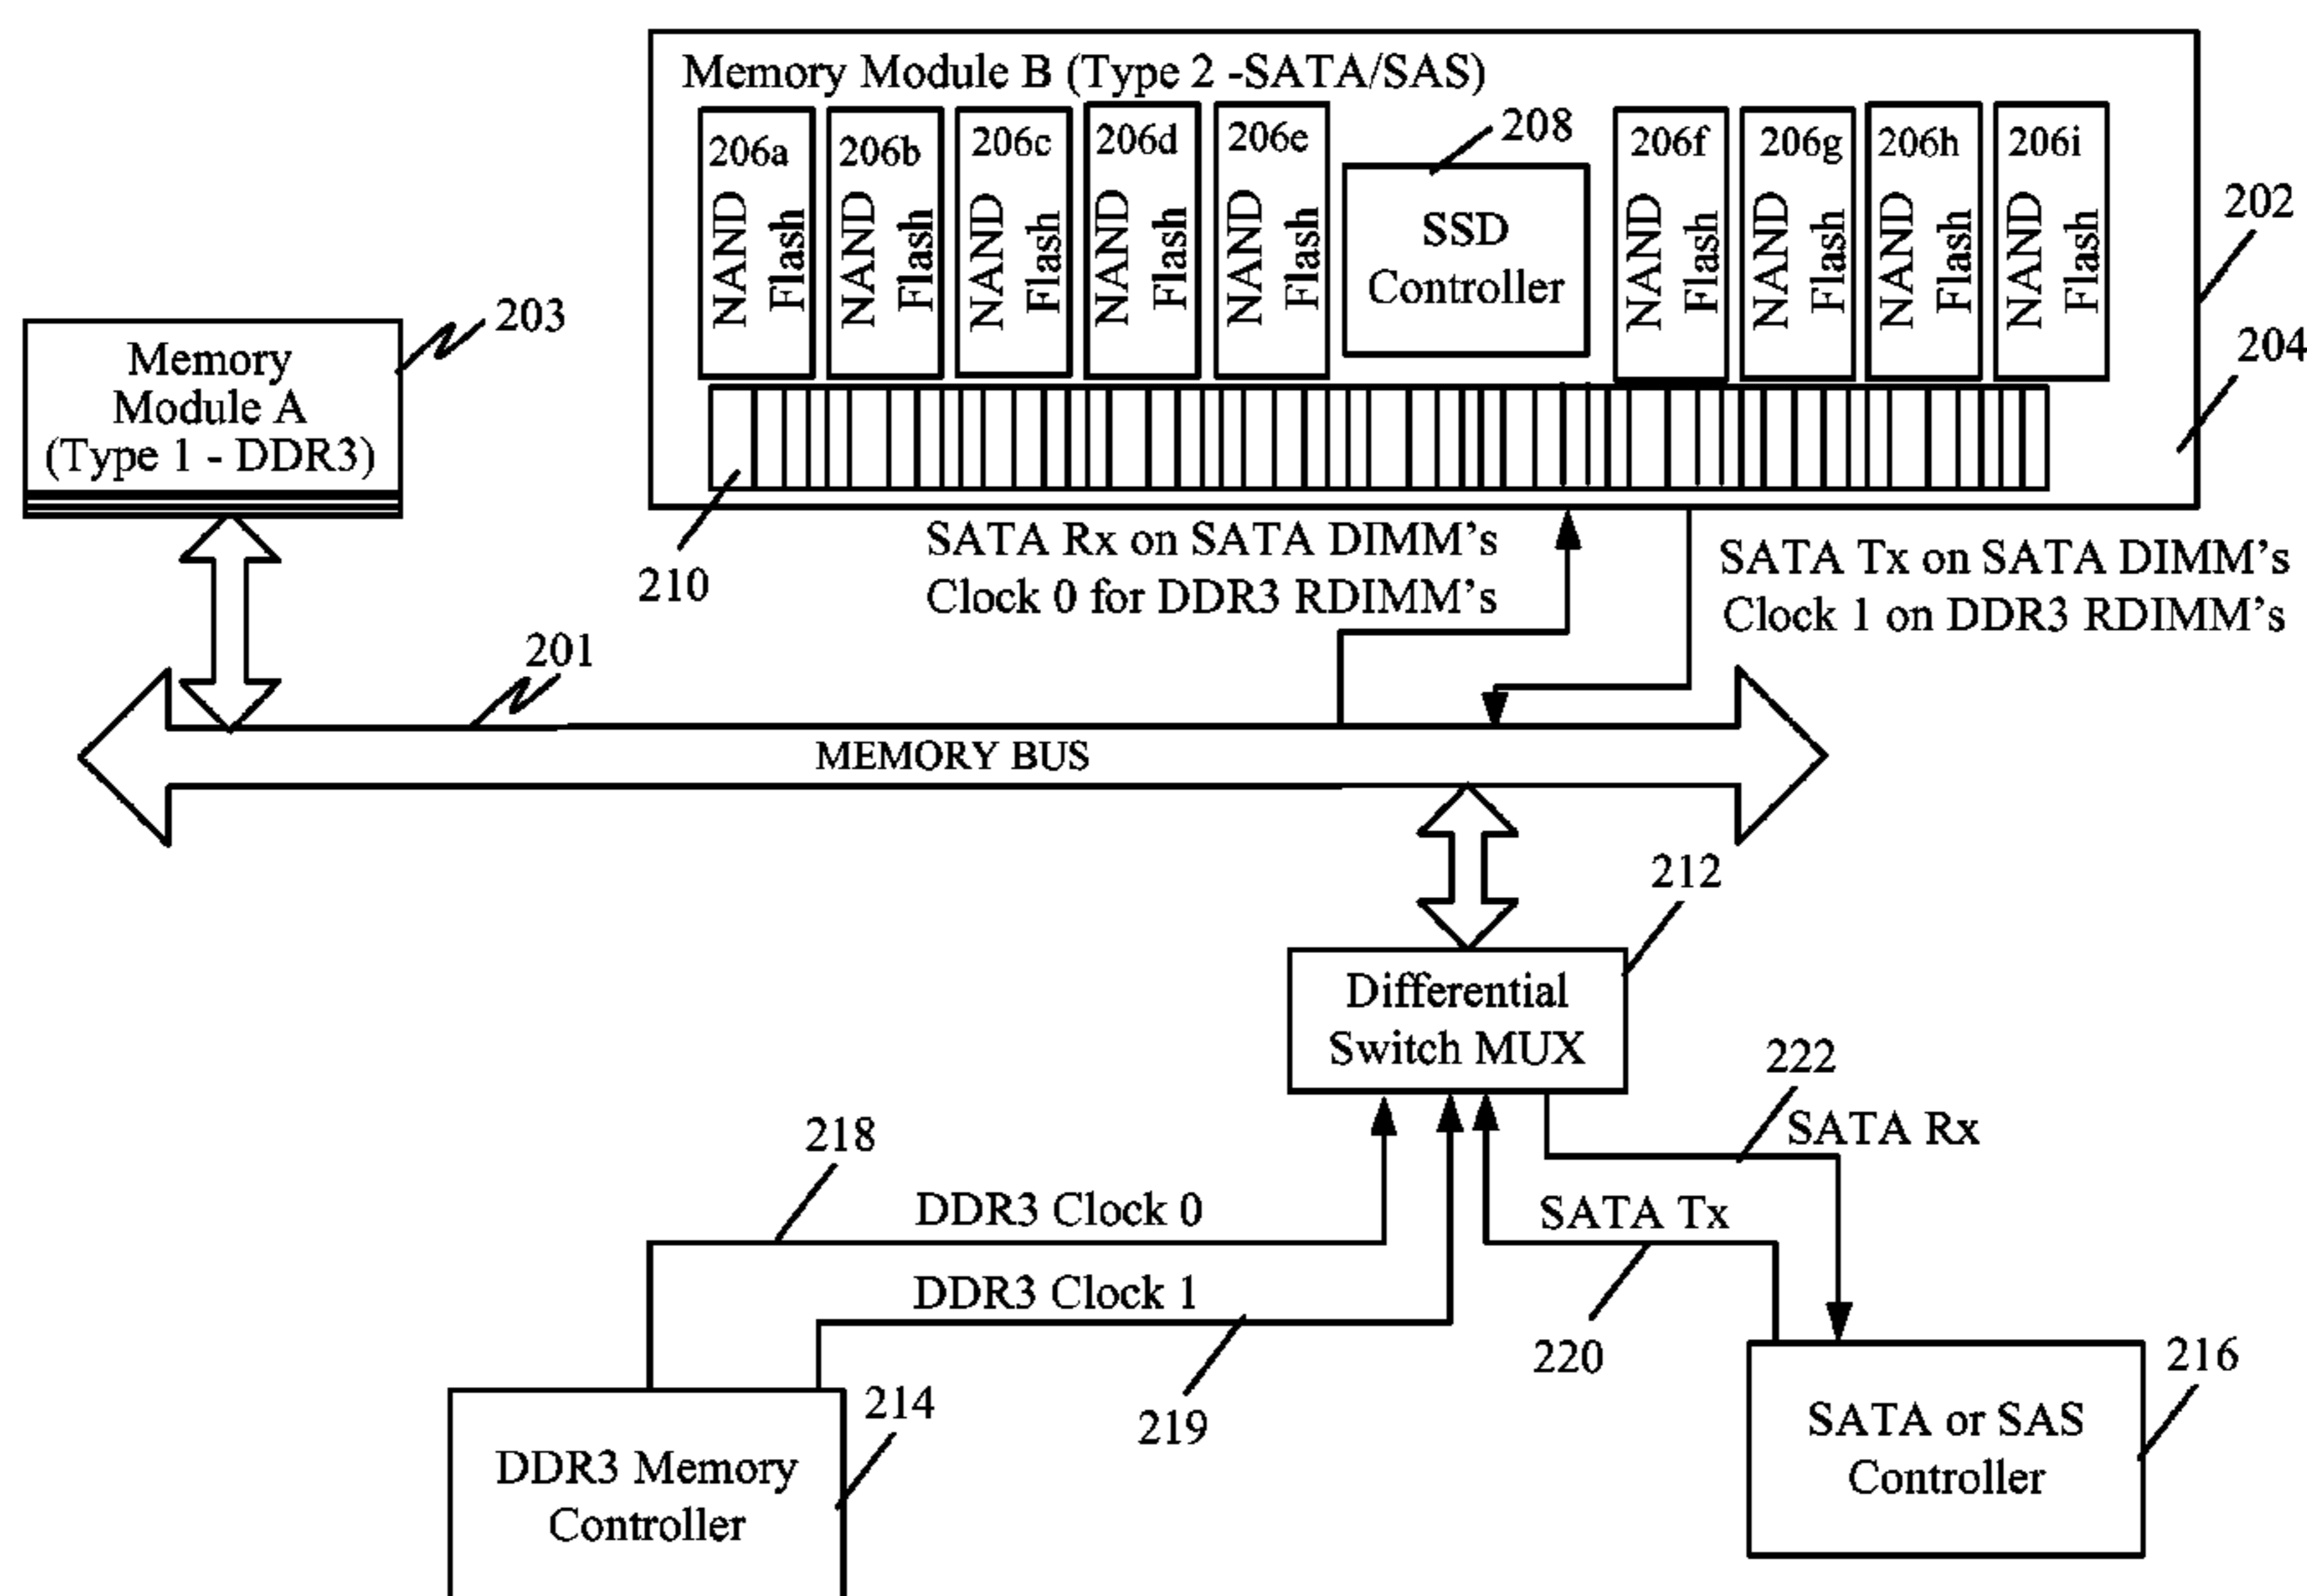 Memory Module B (Type 2 -SATA/SAS)
206a
NAND
Flash
206b
NAND
Flash
206c
NAND
Flash
206d
NAND
Flash
206e
NAND
Flash
208
SSD
Controller
206f
NAND
Flash
206g
NAND
Flash
206h
NAND
Flash
206i
NAND
Flash
202
204
203
Memory
Module A
(Type 1 - DDR3)
210
SATA Rx on SATA DIMM's
Clock 0 for DDR3 RDIMM's
SATA Tx on SATA DIMM's
Clock 1 on DDR3 RDIMM's
201
MEMORY BUS
212
Differential
Switch MUX
222
SATA Rx
218
DDR3 Clock 0
SATA Tx
DDR3 Clock 1
219
220
214
DDR3 Memory
Controller
216
SATA or SAS
Controller